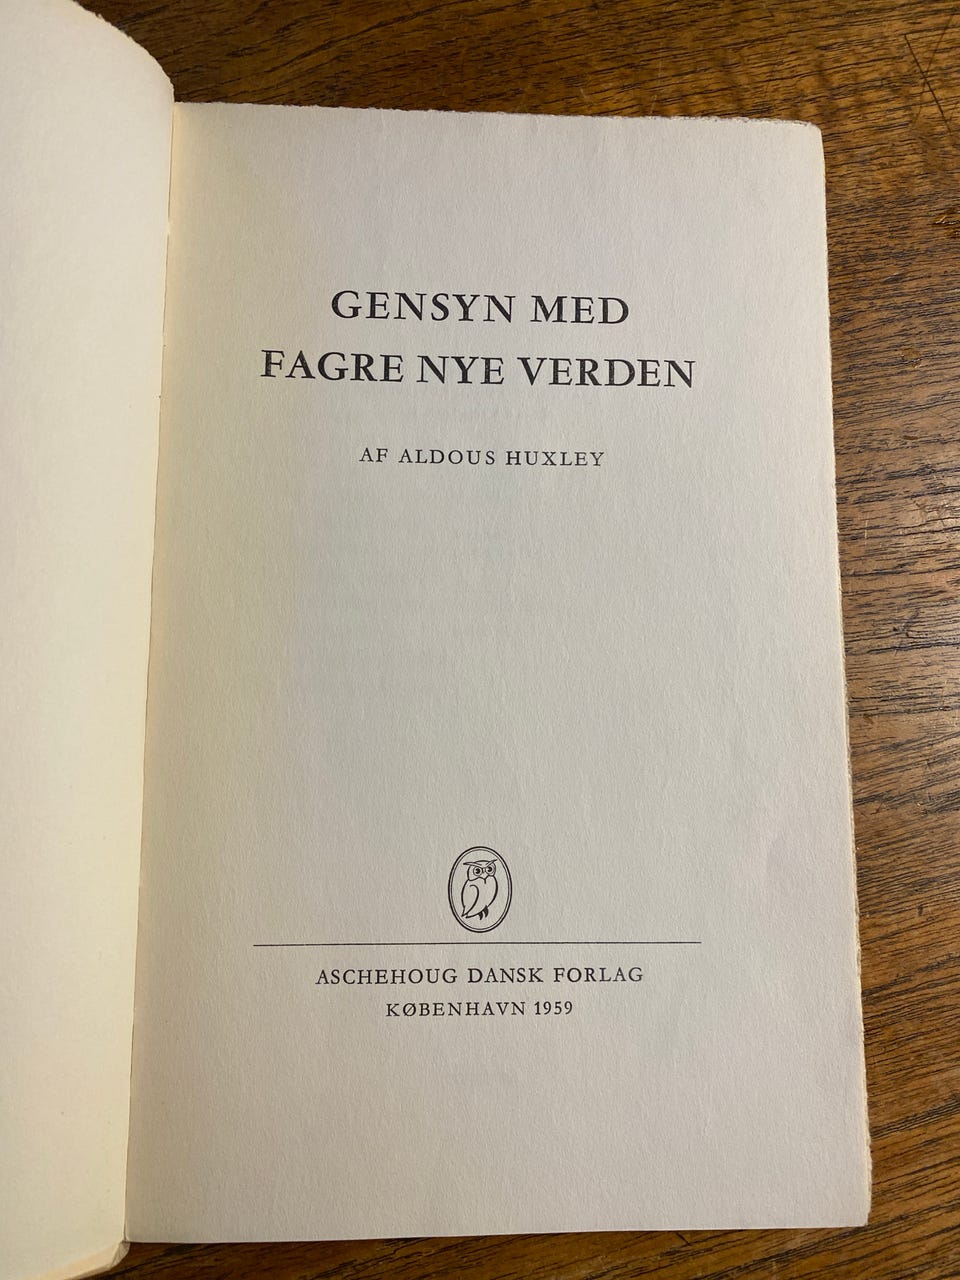 GENSYN MED
FAGRE NYE VERDEN
AF ALDOUS HUXLEY
ASCHEHOUG DANSK FORLAG
KØBENHAVN 1959